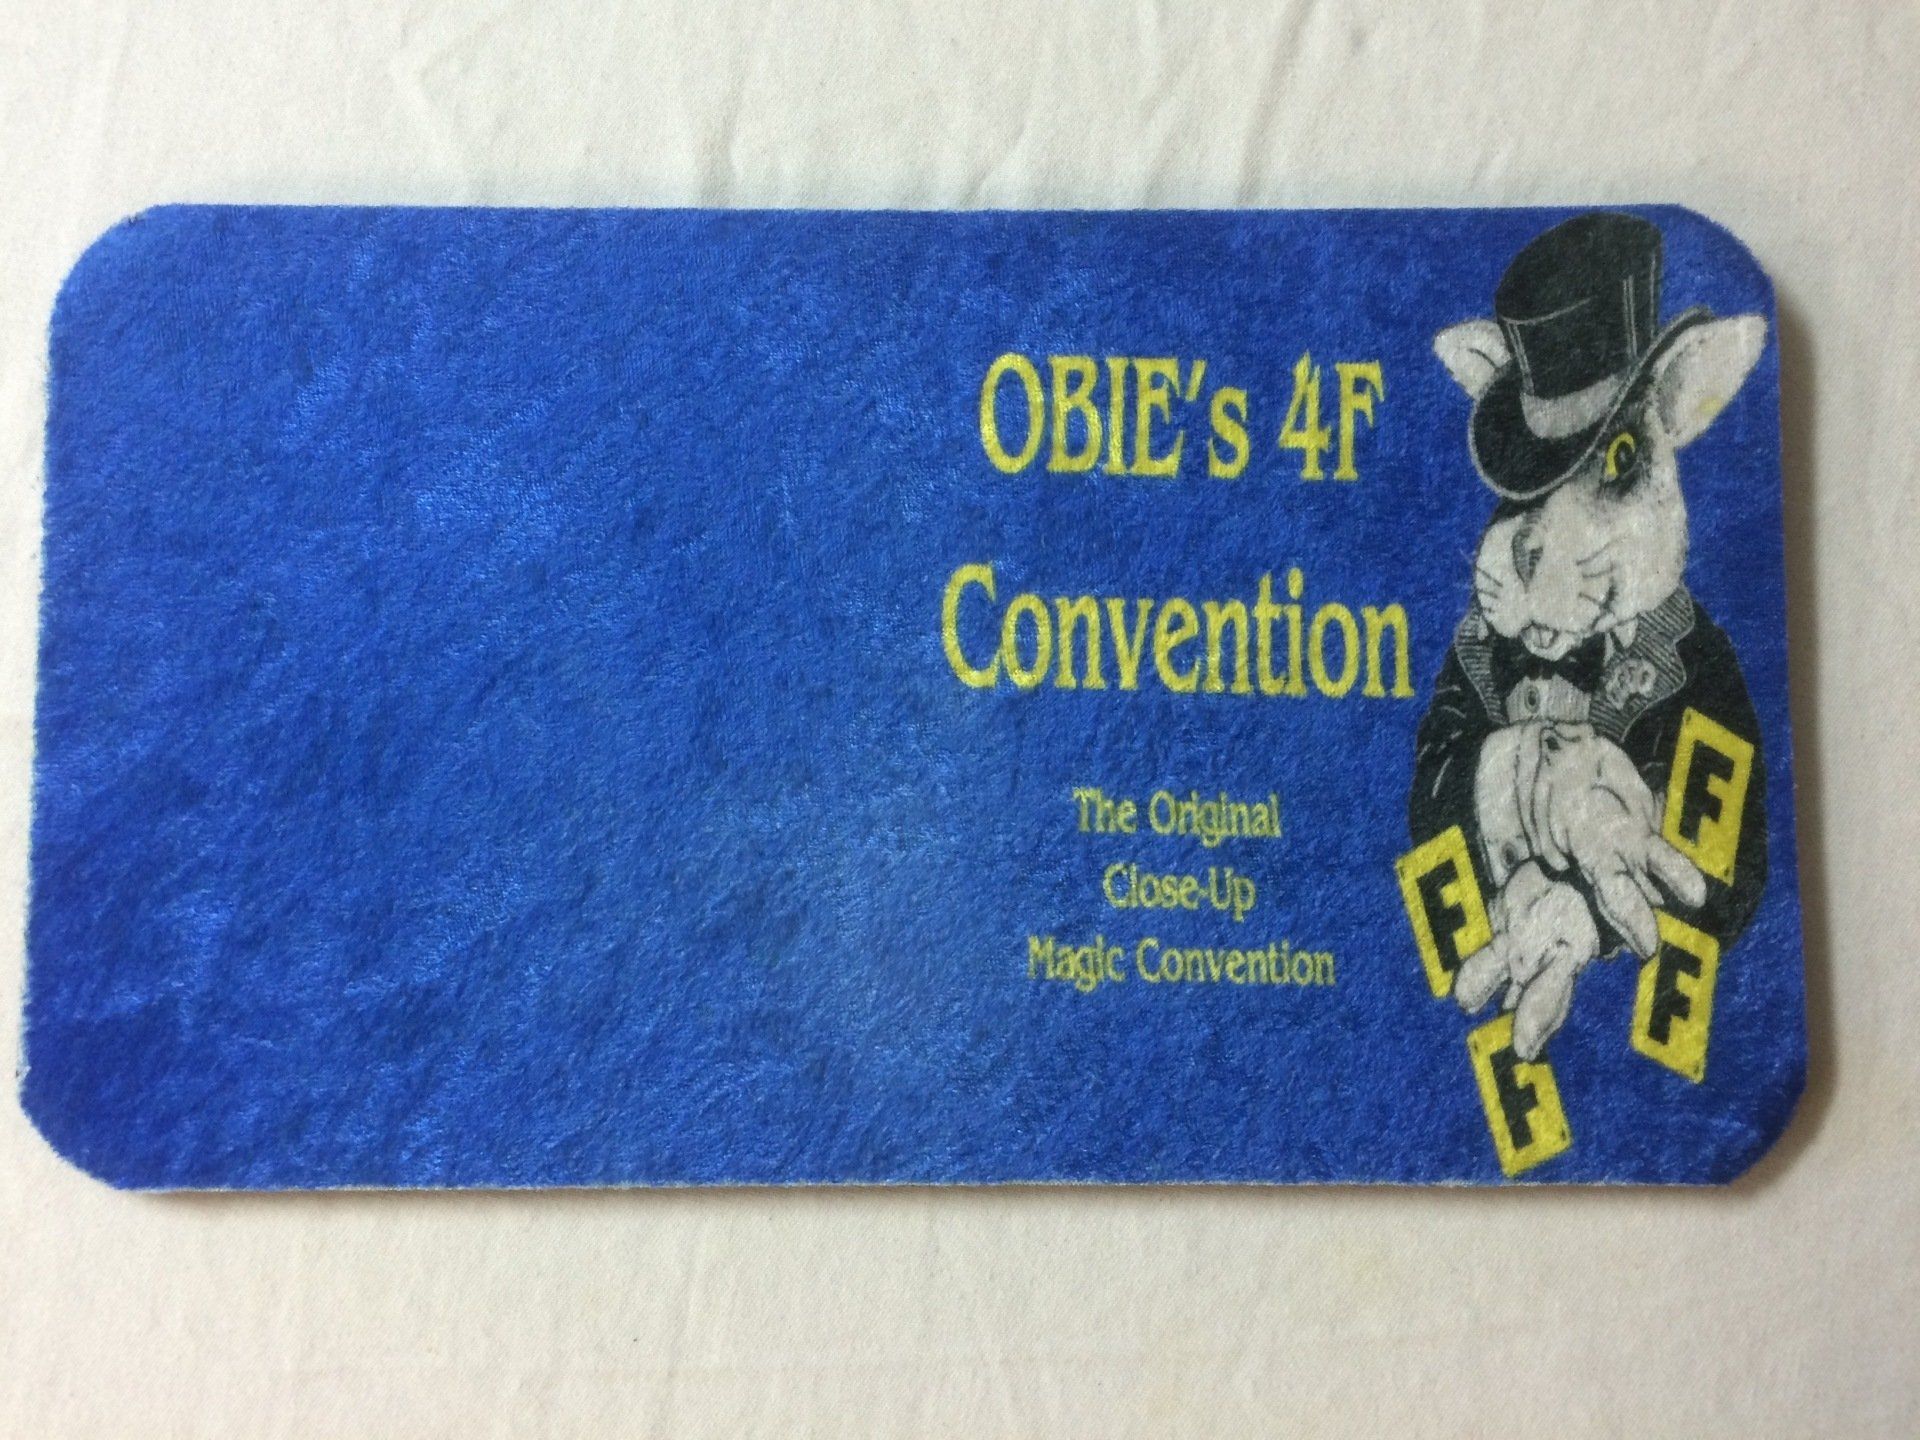 OBIE's 4F
Convention
The Original
Close-Up
Magic Convention
F
F
F
F